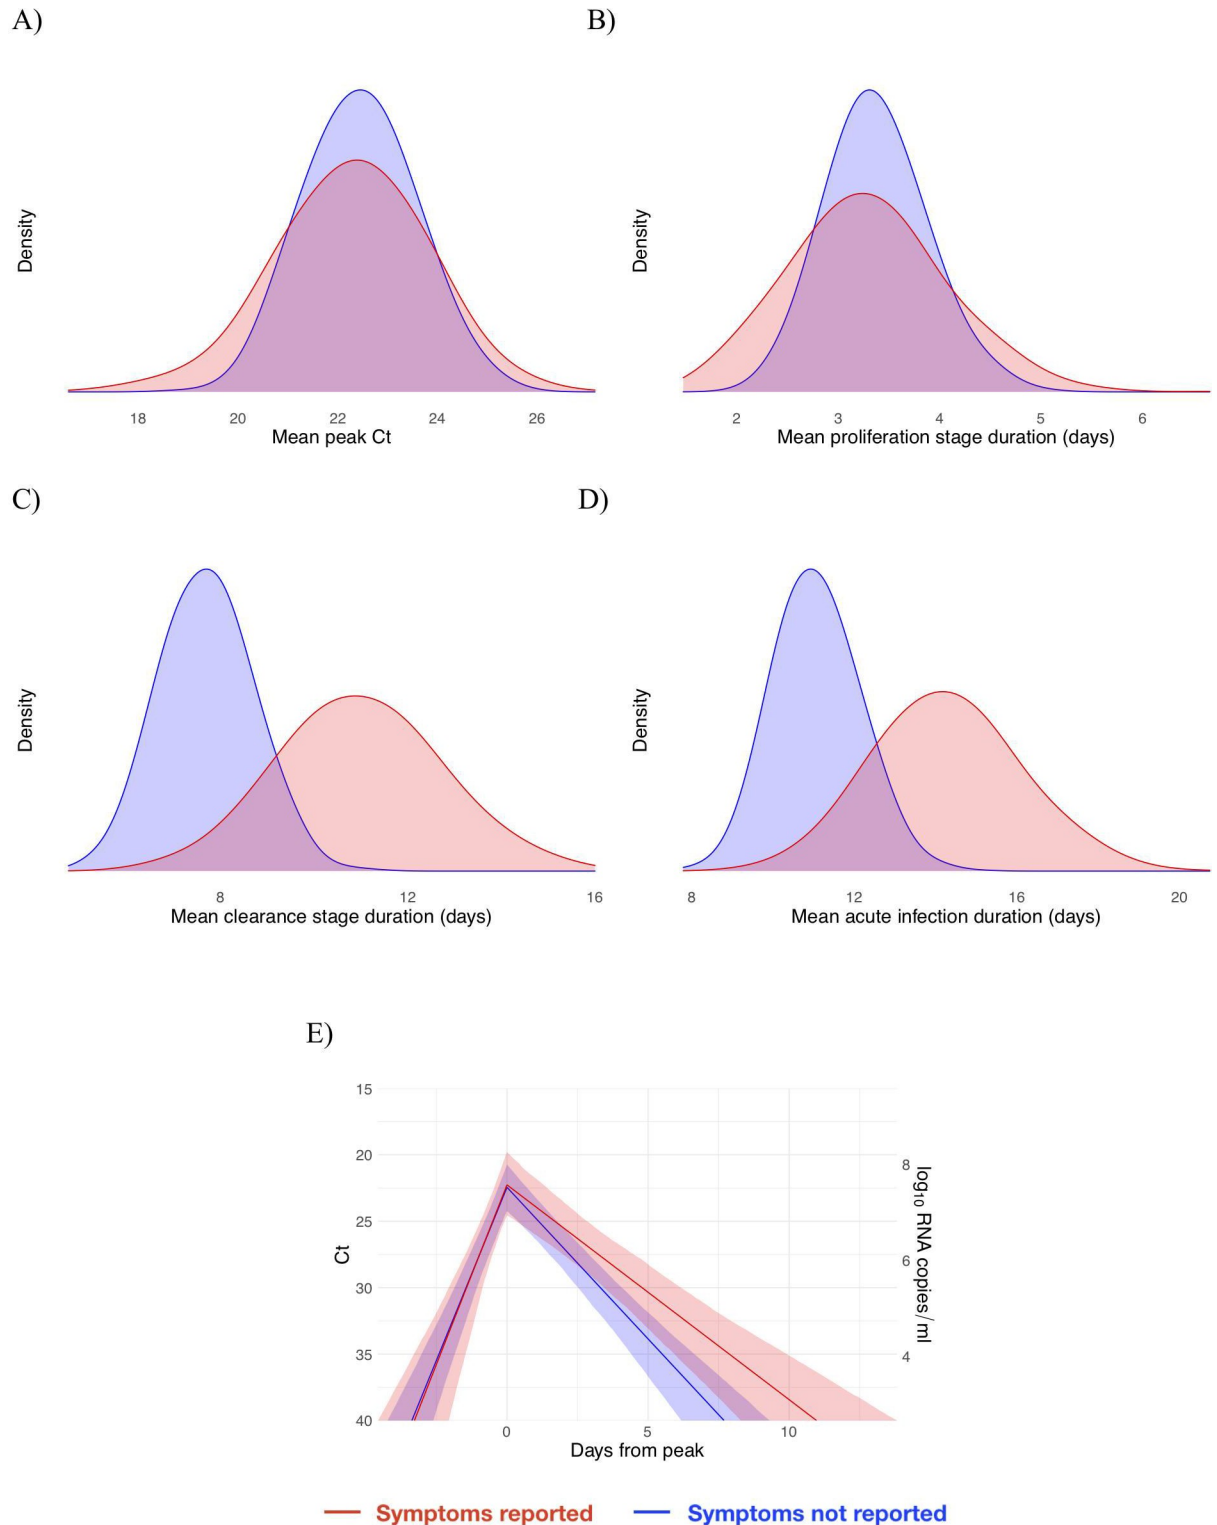 A)
B)
Density
18 20 22 24 26
Mean peak Ct
Density
2 3 4 5 6
Mean proliferation stage duration (days)
C)
D)
Density
8 12 16
Mean clearance stage duration (days)
Density
8 12 16 20
Mean acute infection duration (days)
E)
15
20
25
30
35
40
Ct
8
6
4
log10 RNA copies/ml
0 5 10
Days from peak
Symptoms reported
Symptoms not reported